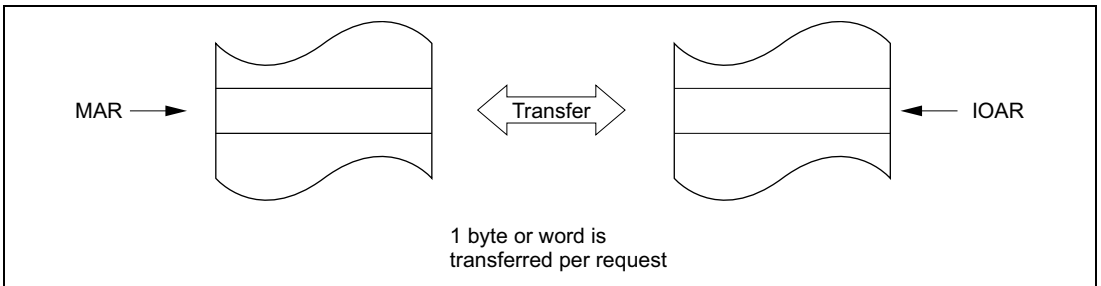 MAR
Transfer
IOAR
1 byte or word is
transferred per request